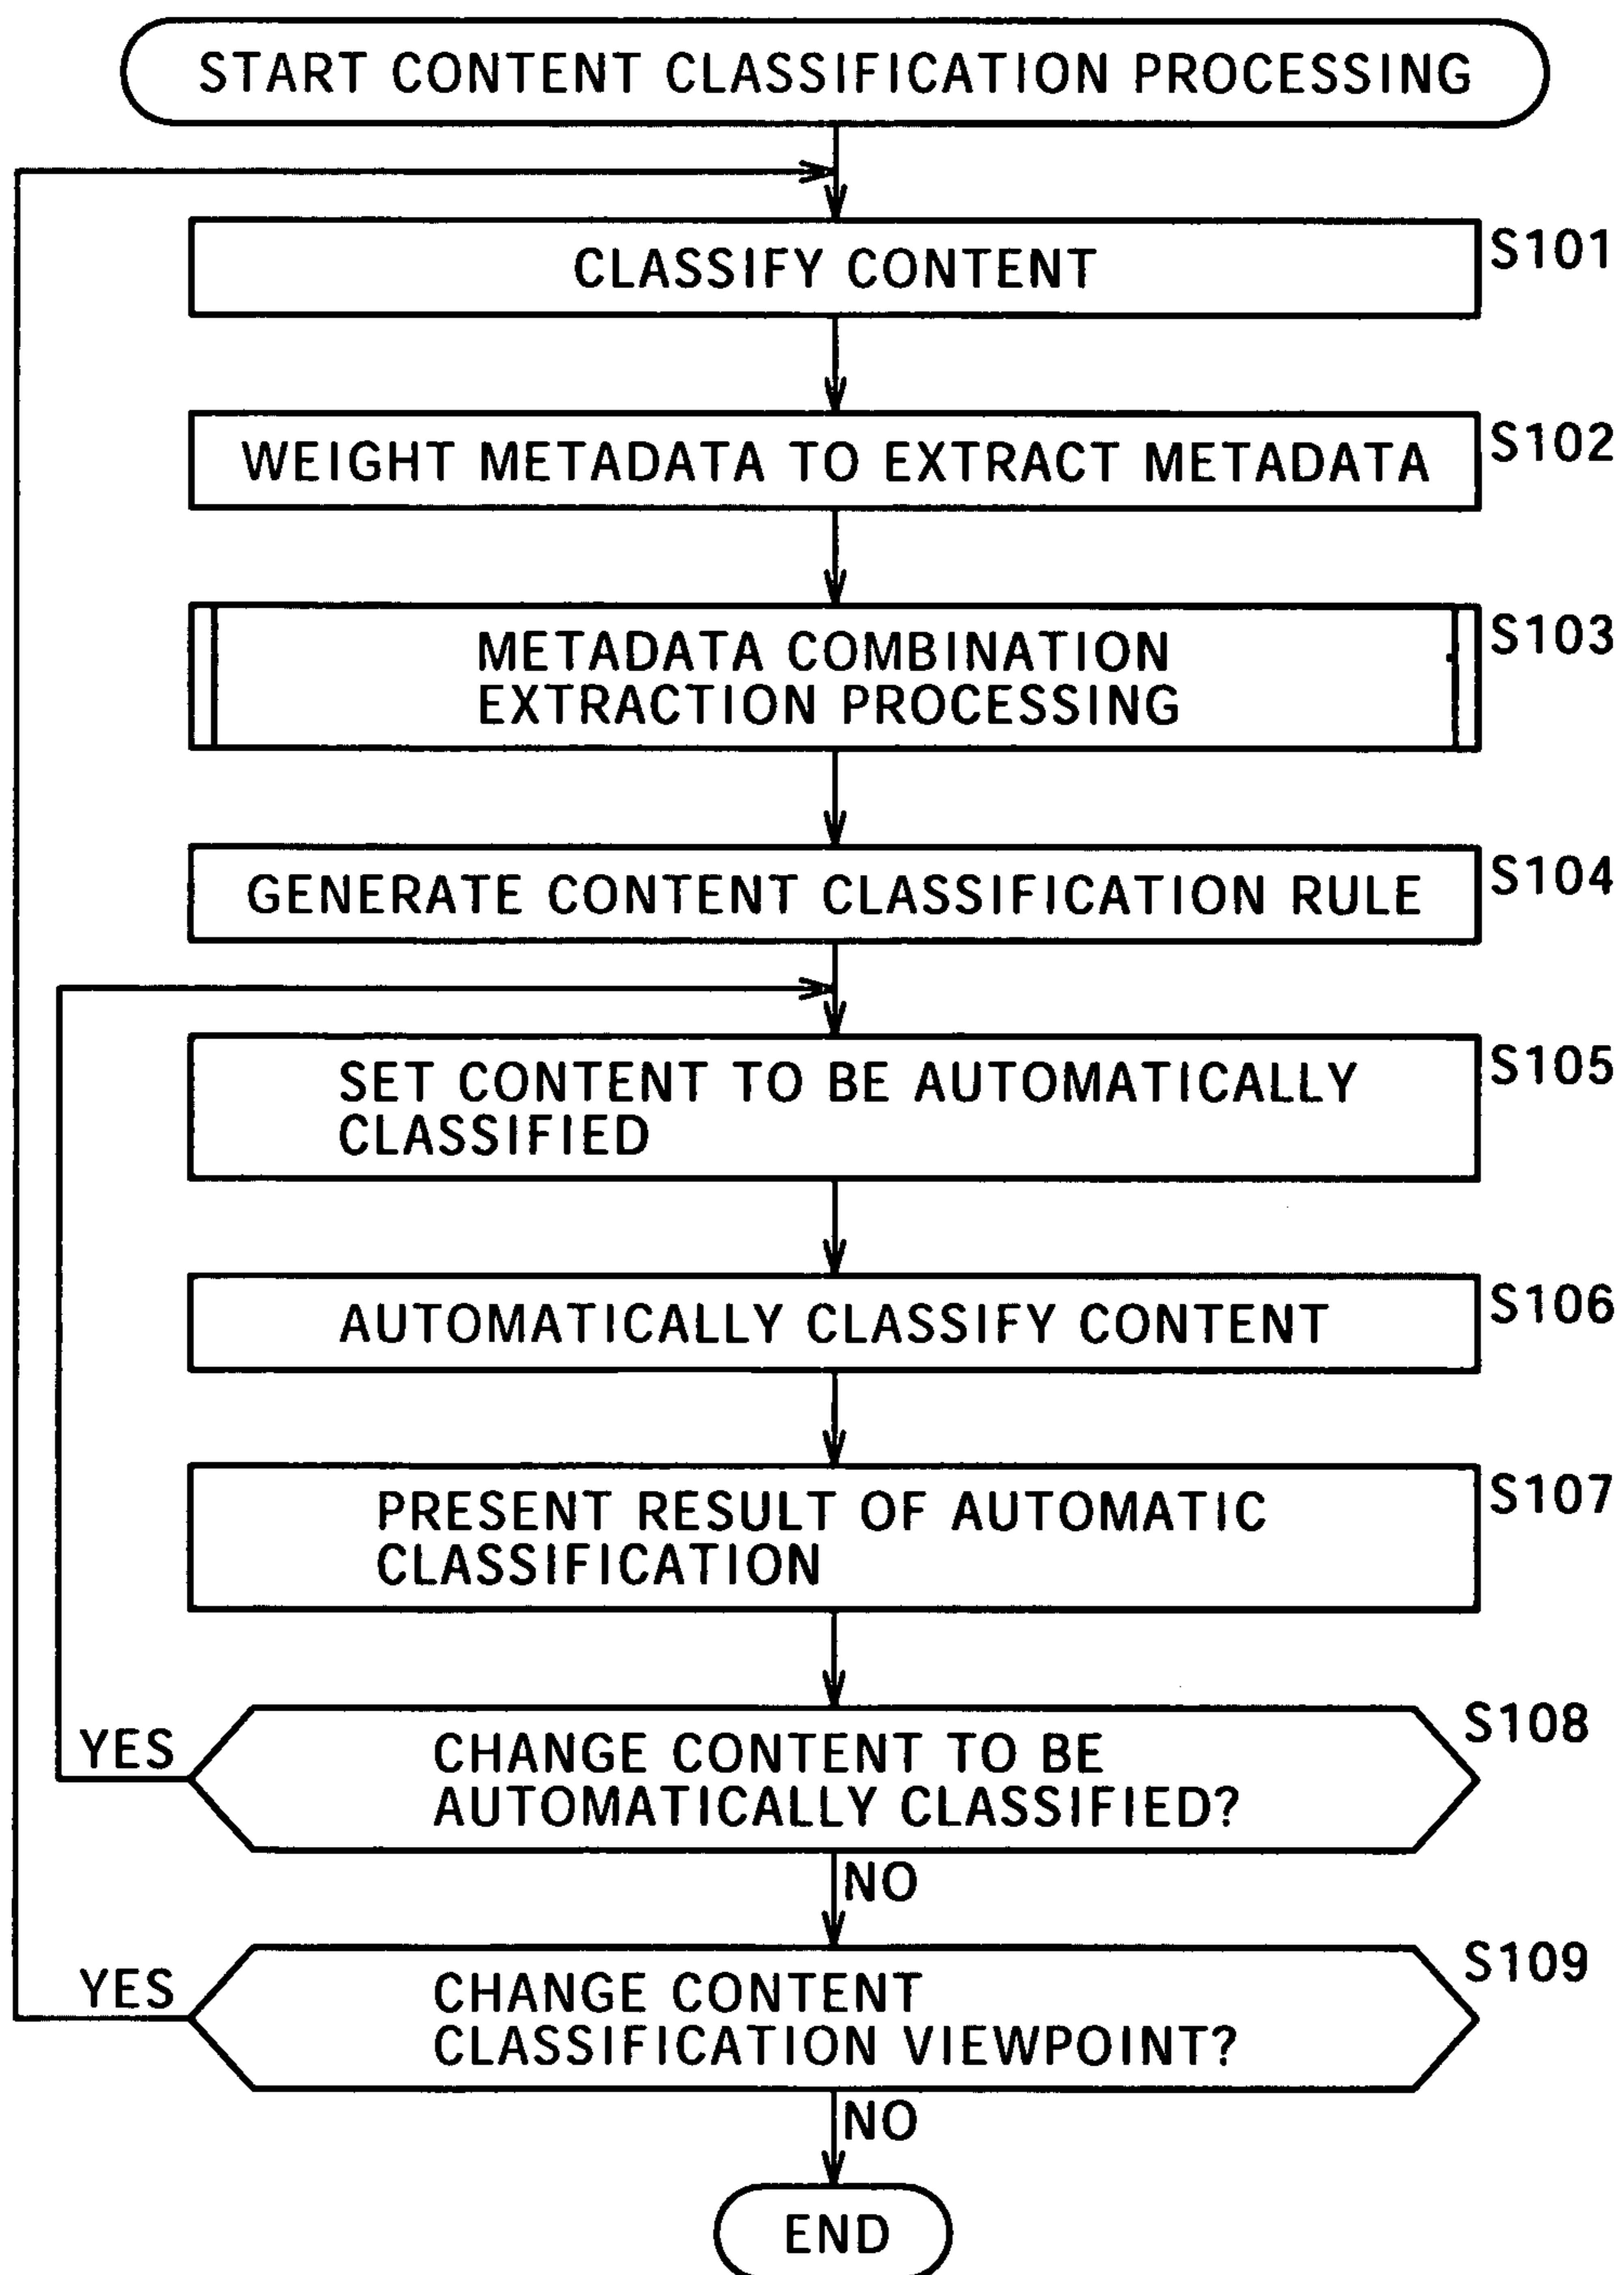 START CONTENT CLASSIFICATION PROCESSING
CLASSIFY CONTENT
S101
WEIGHT METADATA TO EXTRACT METADATA
S102
METADATA COMBINATION
EXTRACTION PROCESSING
S103
GENERATE CONTENT CLASSIFICATION RULE
S104
SET CONTENT TO BE AUTOMATICALLY
CLASSIFIED
S105
AUTOMATICALLY CLASSIFY CONTENT
S106
PRESENT RESULT OF AUTOMATIC
CLASSIFICATION
S107
YES
CHANGE CONTENT TO BE
AUTOMATICALLY CLASSIFIED?
S108
NO
YES
CHANGE CONTENT
CLASSIFICATION VIEWPOINT?
S109
NO
END